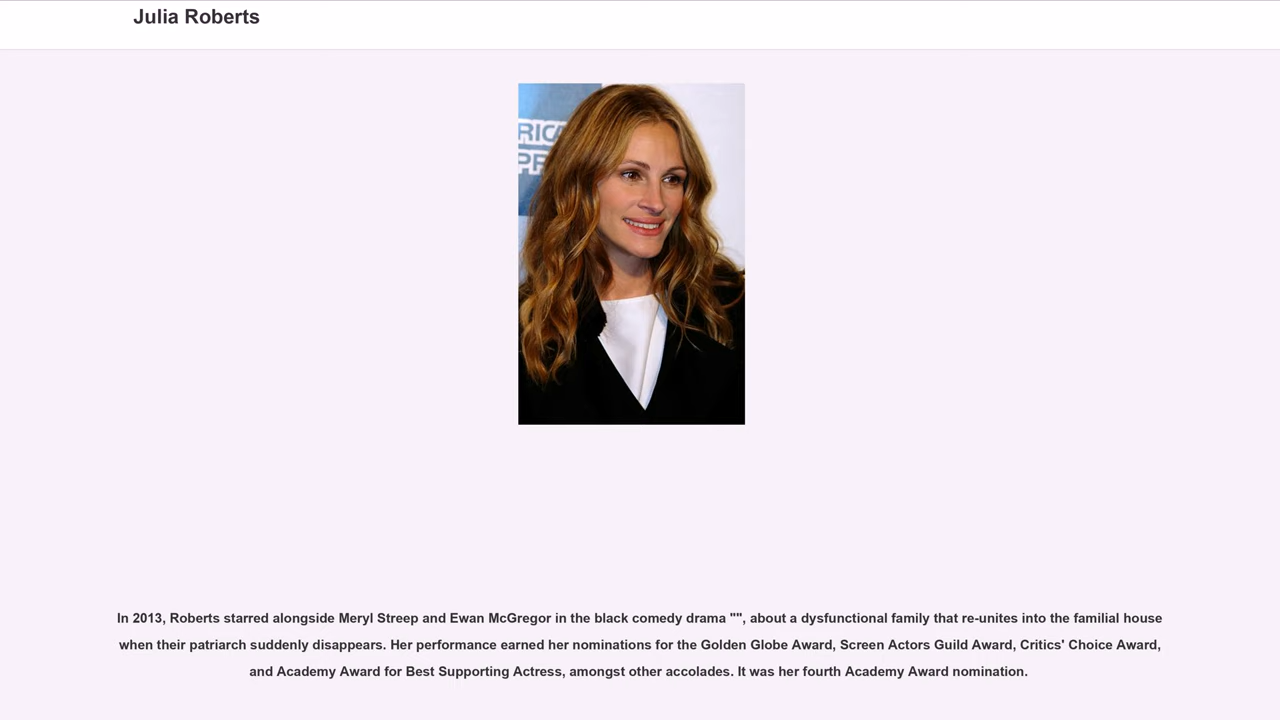 Julia Roberts
RICA
PR
In 2013, Roberts starred alongside Meryl Streep and Ewan McGregor in the black comedy drama "", about a dysfunctional family that re-unites into the familial house
when their patriarch suddenly disappears. Her performance earned her nominations for the Golden Globe Award, Screen Actors Guild Award, Critics' Choice Award,
and Academy Award for Best Supporting Actress, amongst other accolades. It was her fourth Academy Award nomination.